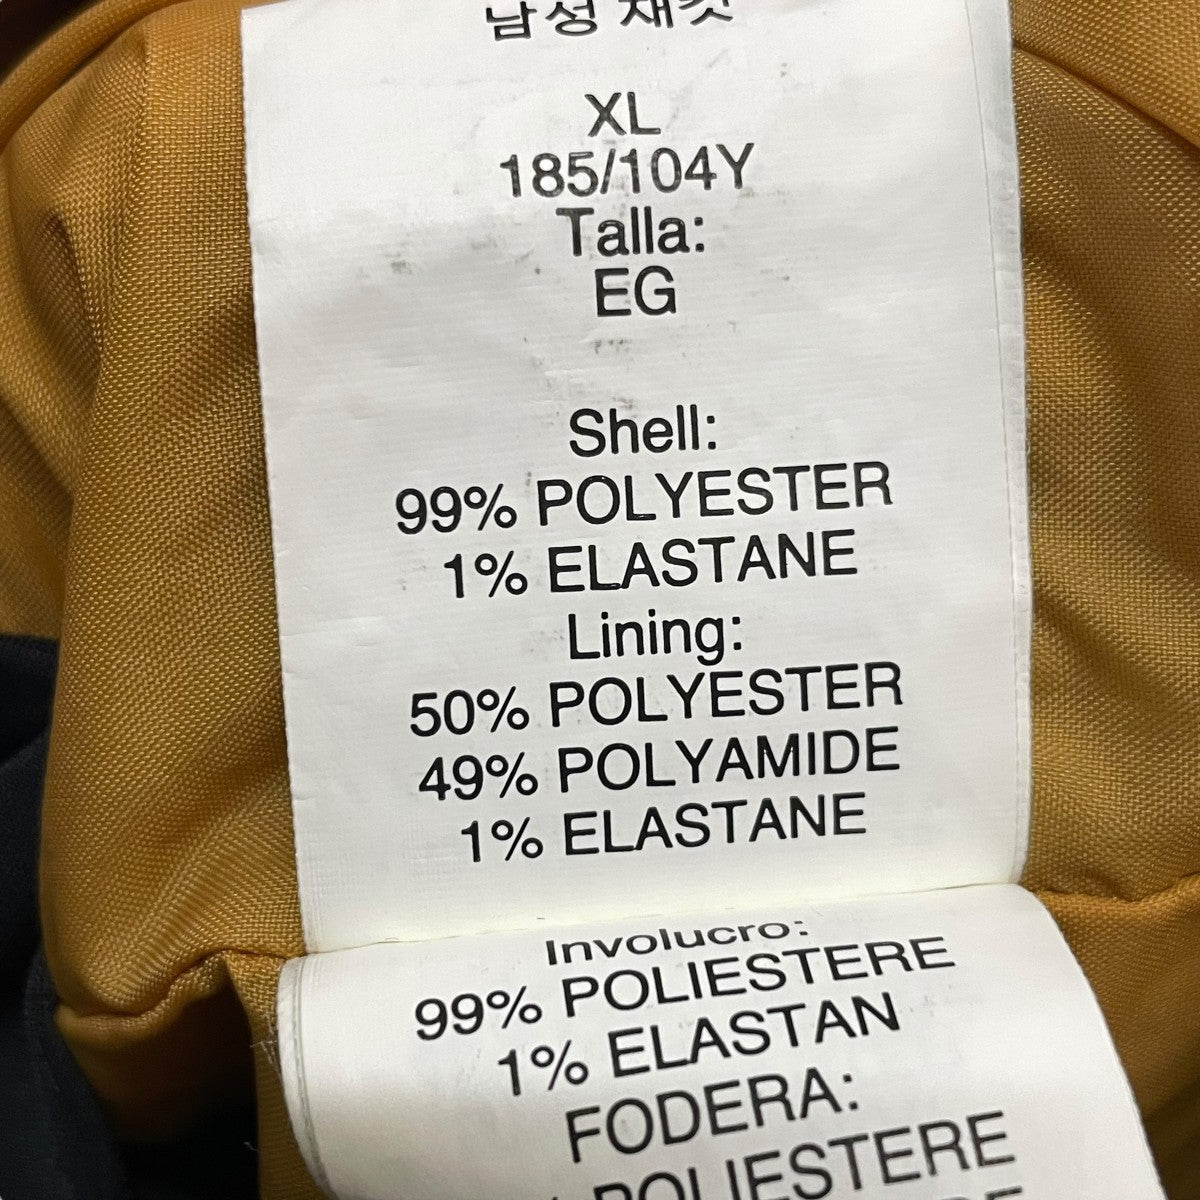 남성 재킷
XL
185/104Y
Talla:
EG
Shell:
99% POLYESTER
1% ELASTANE
Lining:
50% POLYESTER
49% POLYAMIDE
1% ELASTANE
Involucro:
99% POLIESTERE
1% ELASTAN
FODERA:
% POLIESTERE